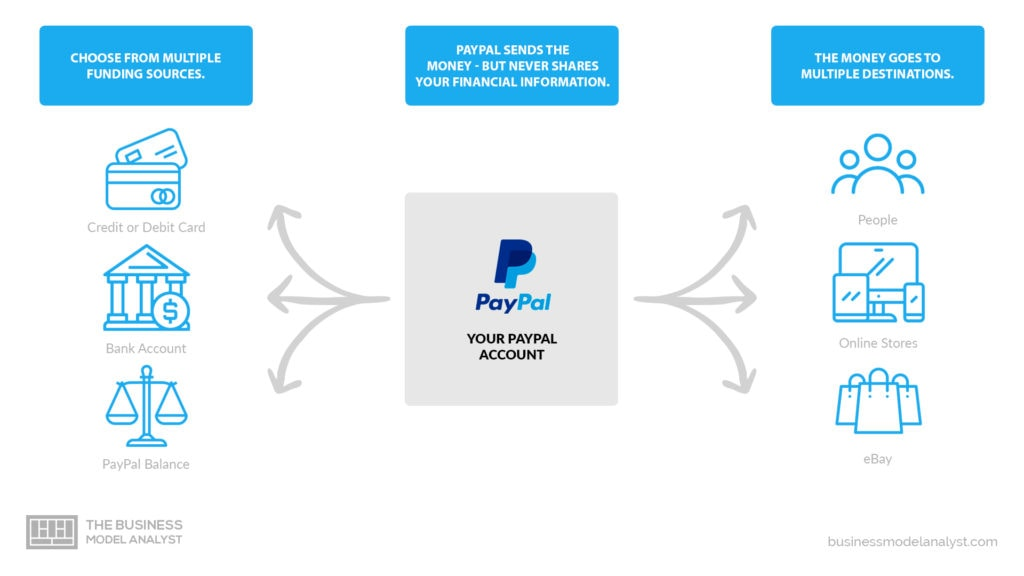 CHOOSE FROM MULTIPLE
FUNDING SOURCES.
PAYPAL SENDS THE
MONEY - BUT NEVER SHARES
YOUR FINANCIAL INFORMATION.
THE MONEY GOES TO
MULTIPLE DESTINATIONS.
Credit or Debit Card
Bank Account
PayPal Balance
PayPal
YOUR PAYPAL
ACCOUNT
People
Online Stores
eBay
THE BUSINESS
MODEL ANALYST
businessmodelanalyst.com